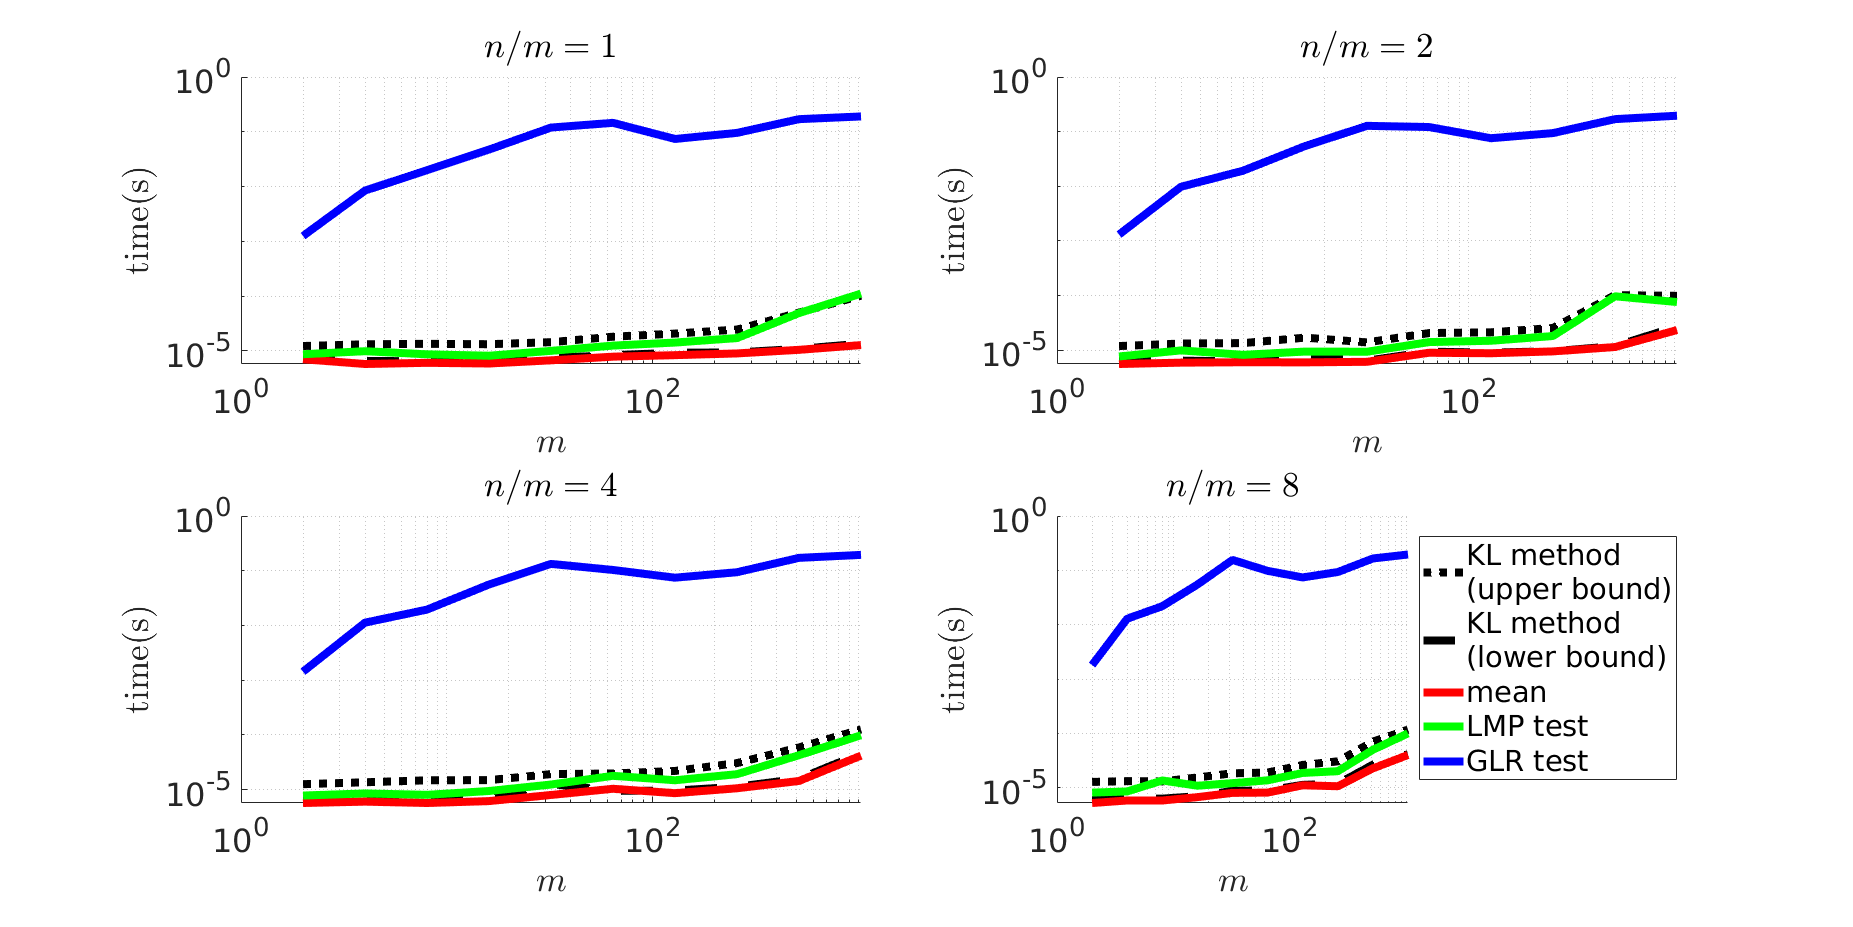 n/m = 1
10^0
10^-5
time(s)
10^0
10^2
m
n/m = 2
10^0
10^-5
time(s)
10^0
10^2
m
n/m = 4
10^0
10^-5
time(s)
10^0
10^2
m
n/m = 8
10^0
10^-5
time(s)
10^0
10^2
m
KL method
(upper bound)
KL method
(lower bound)
mean
LMP test
GLR test